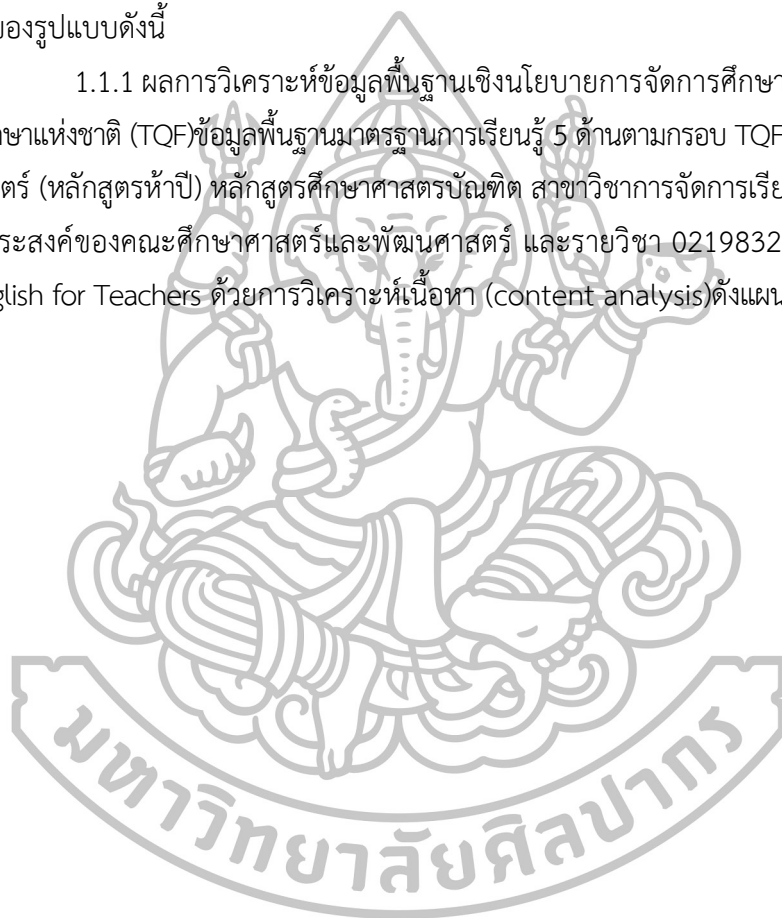 ของรูปแบบดังนี้
1.1.1 ผลการวิเคราะห์ข้อมูลพื้นฐานเชิงนโยบายการจัดการศึกษา
ษาแห่งชาติ (TQF)ข้อมูลพื้นฐานมาตรฐานการเรียนรู้ 5 ด้านตามกรอบ TQF
ตร์ (หลักสูตรห้าปี) หลักสูตรศึกษาศาสตรบัณฑิต สาขาวิชาการจัดการเรีย
ระสงค์ของคณะศึกษาศาสตร์และพัฒนศาสตร์ และรายวิชา 0219832
glish for Teachers ด้วยการวิเคราะห์เนื้อหา (content analysis)ดังแผน
มหาวิทยาลัยศิลปากร